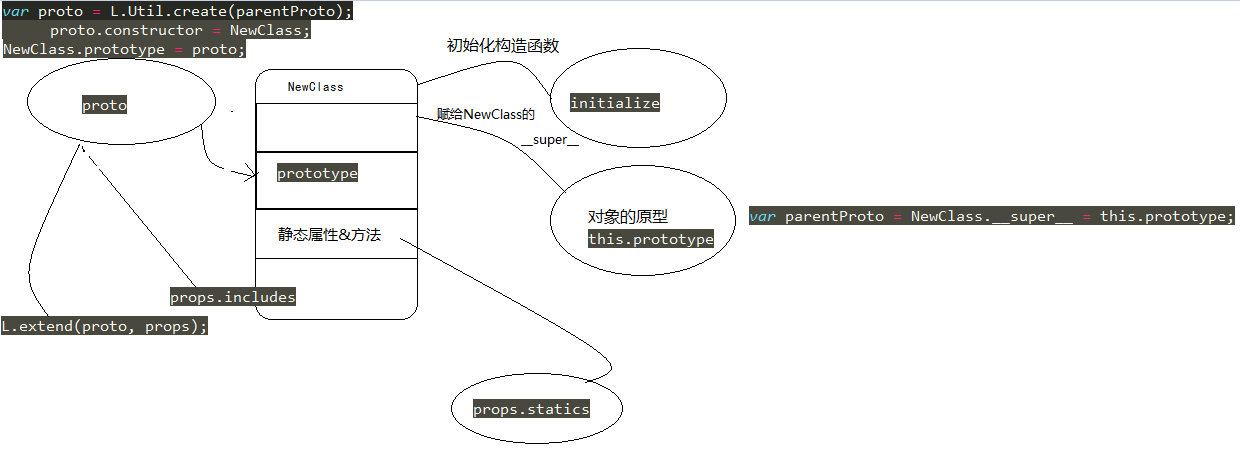 var proto = L.Util.create(parentProto);
proto.constructor = NewClass;
NewClass.prototype = proto;
初始化构造函数
NewClass
proto
initialize
赋给NewClass的
__super__
prototype
对象的原型
var parentProto = NewClass.__super__ = this.prototype;
静态属性&方法
this.prototype
props.includes
L.extend(proto, props);
props.statics